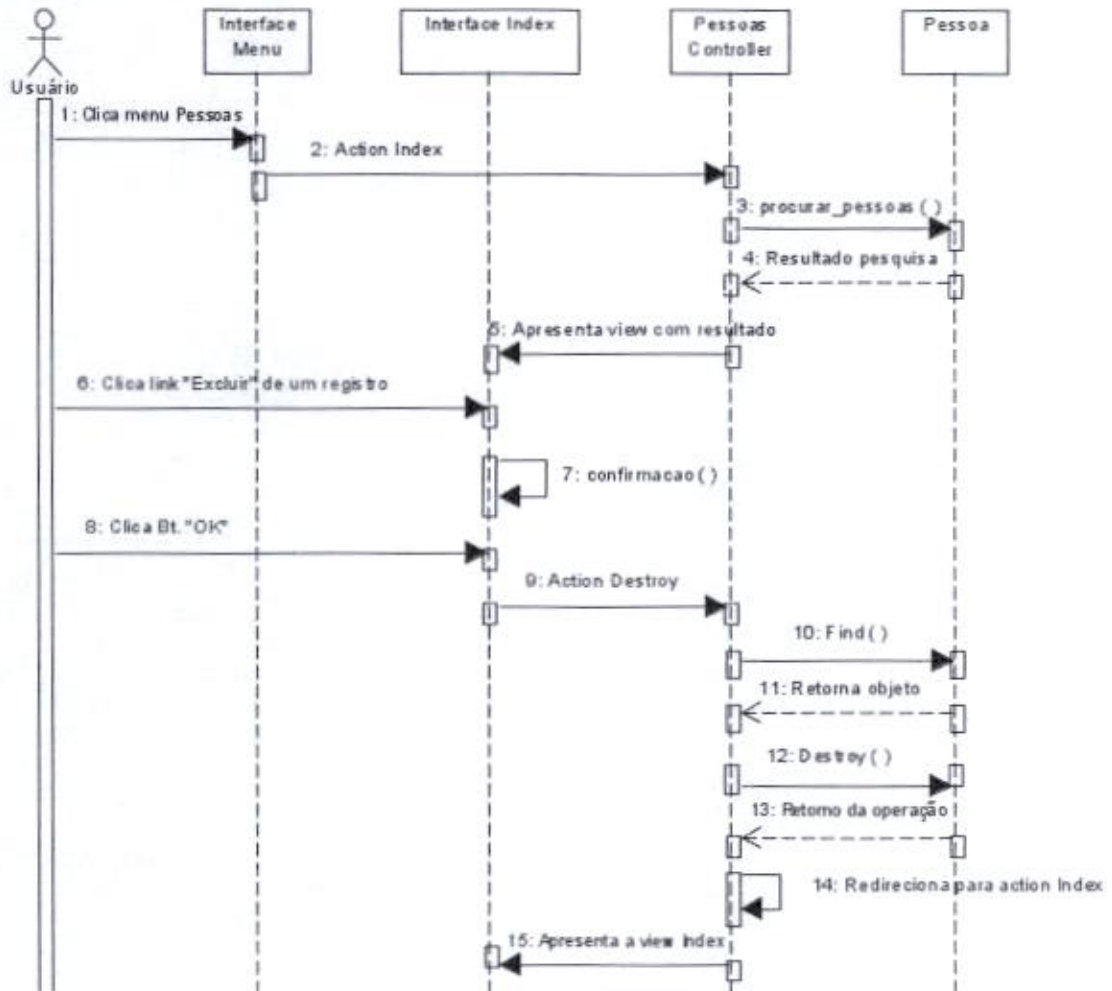 Interface
Menu
Interface Index
Pessoas
Controller
Pessoa
Usuário
1: Clica menu Pessoas
2: Action Index
3: procurar_pessoas ( )
4: Resultado pesquisa
5: Apresenta view com resultado
6: Clica link "Excluir" de um registro
7: confirmacao ( )
8: Clica Bt. "OK"
9: Action Destroy
10: Find ( )
11: Retorna objeto
12: Destroy ( )
13: Retorno da operação
14: Redireciona para action Index
15: Apresenta a view Index